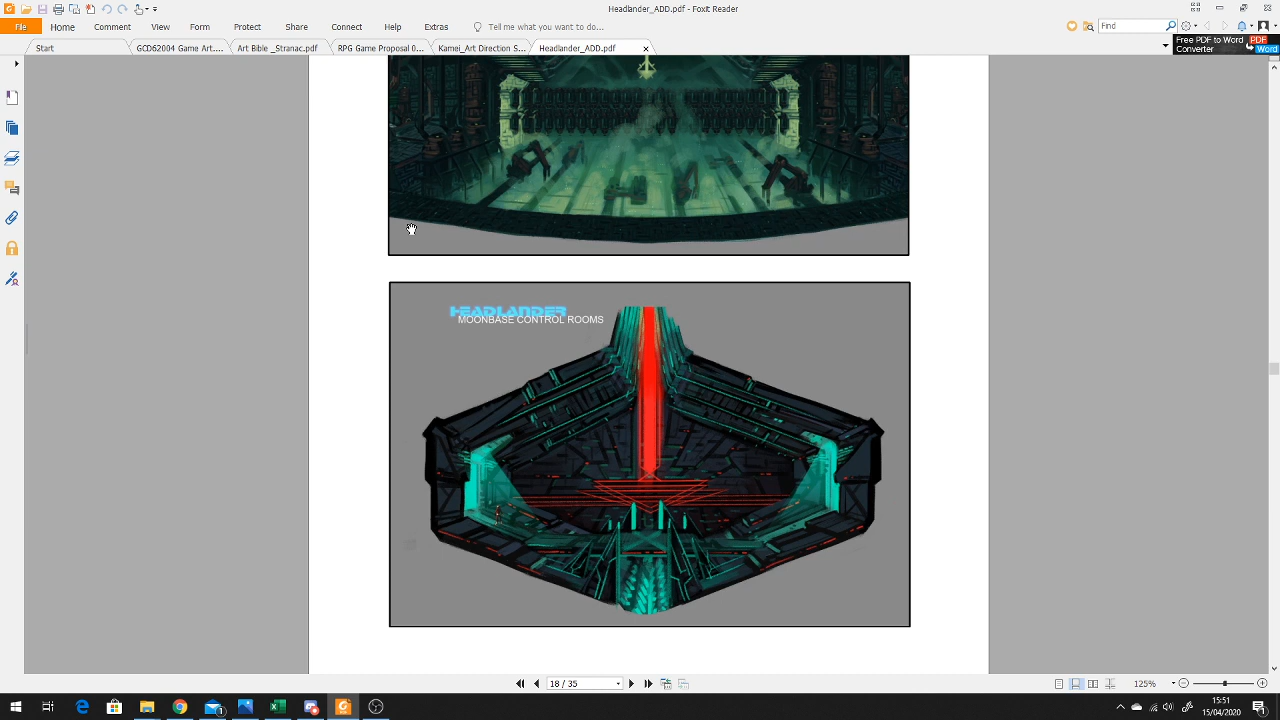 Headlander_ADD.pdf - Foxit Reader
File Home Comment View Form Protect Share Connect Help Extras Tell me what you want to do... Find
Start GCD62004 Game Art.... Art Bible _Stranac.pdf RPG Game Proposal 0... Kamei_Art Direction S... Headlander_ADD.pdf
Free PDF to Word PDF
Converter Word
HEADLANDER
MOONBASE CONTROL ROOMS
18 / 35 125%
15:51
15/04/2020